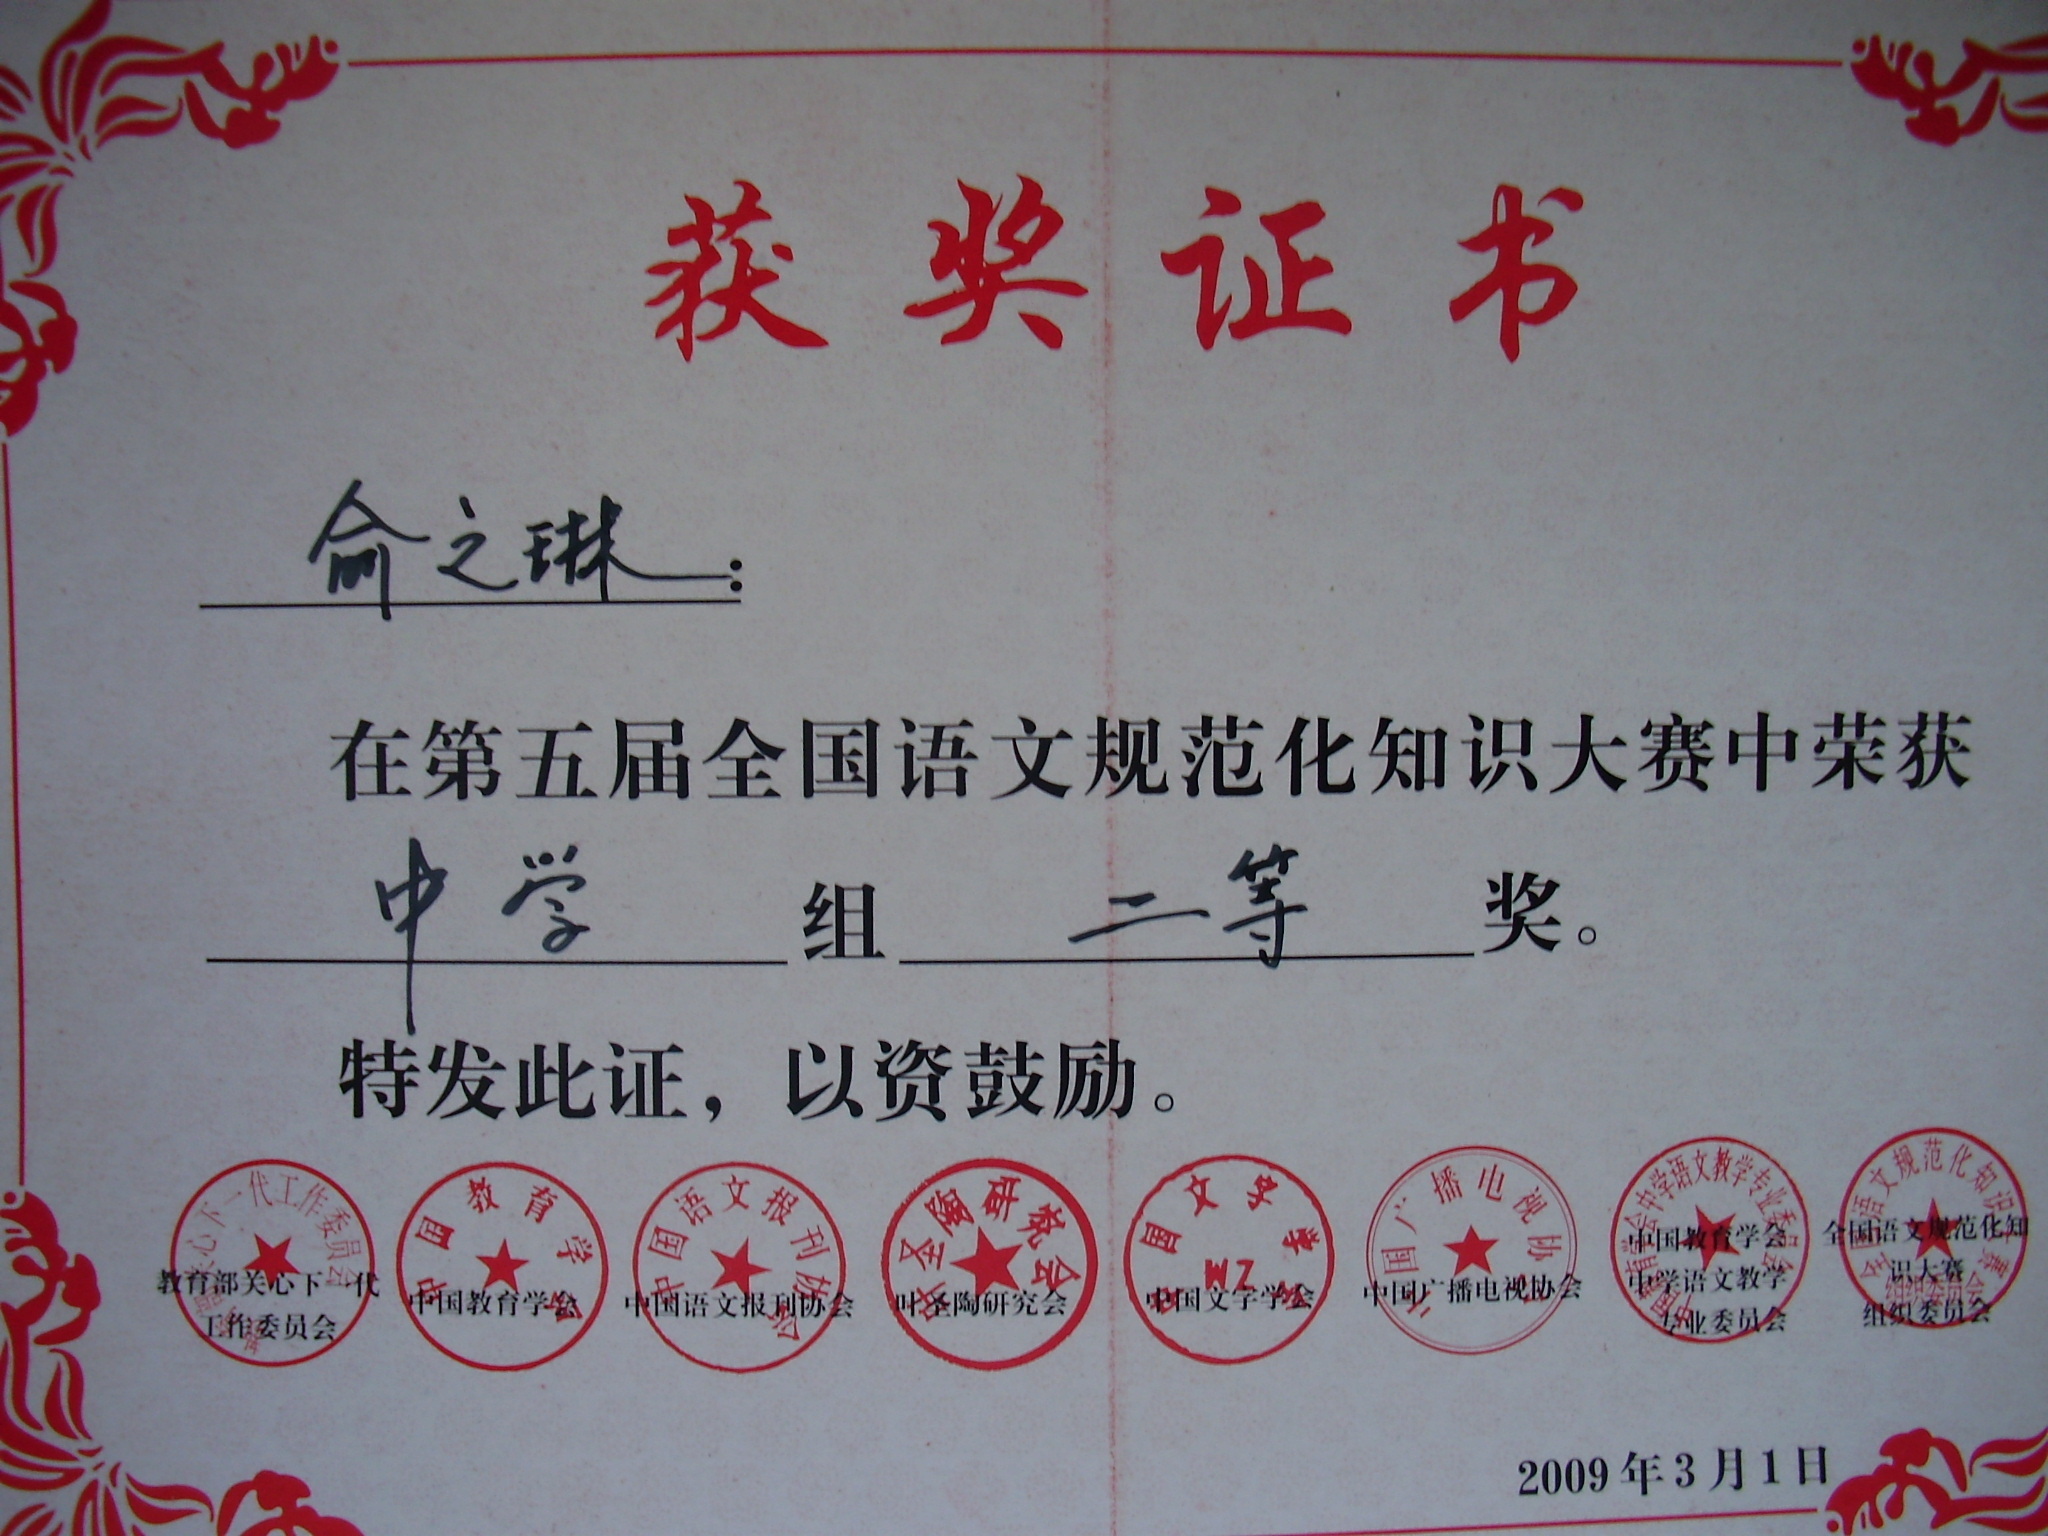 获奖证书
俞之琳:
在第五届全国语文规范化知识大赛中荣获
中学 组 二等 奖。
特发此证，以资鼓励。
教育部关心下一代
工作委员会
中国教育学会
中国语文报刊协会
叶圣陶研究会
中国文字学会
中国广播电视协会
中国教育学会
中学语文教学
专业委员会
全国语文规范化知
识大赛
组织委员会
2009年3月1日